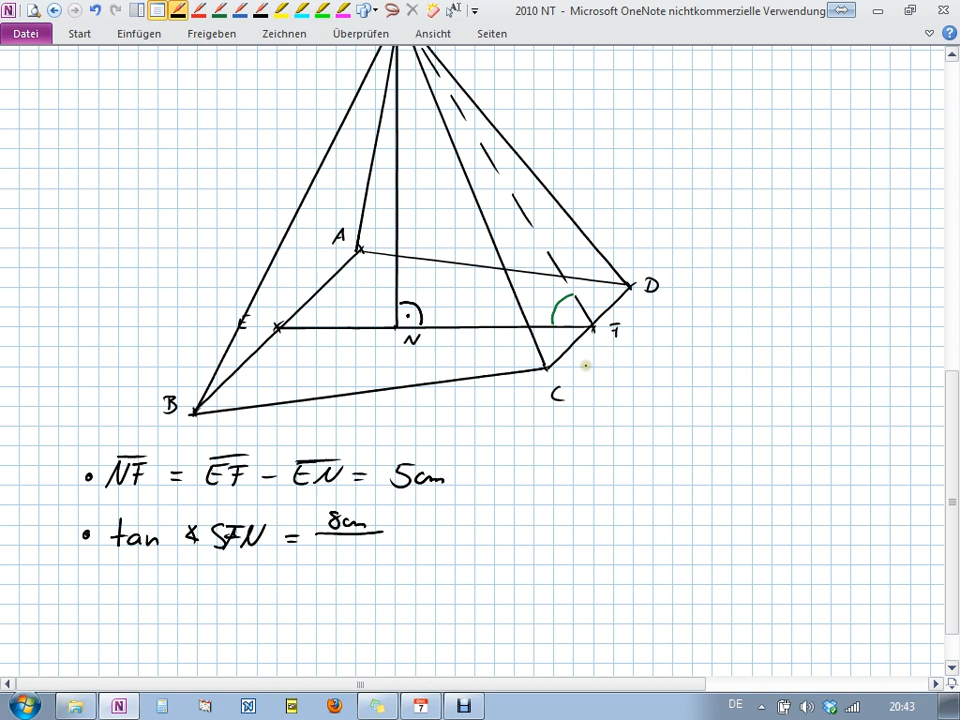 2010 NT - Microsoft OneNote nichtkommerzielle Verwendung
Datei Start Einfügen Freigeben Zeichnen Überprüfen Ansicht Seiten
A
D
E
N
F
C
B
• NF = EF - EN = 5cm
• tan ∢ SFN = 8cm
DE 20:43